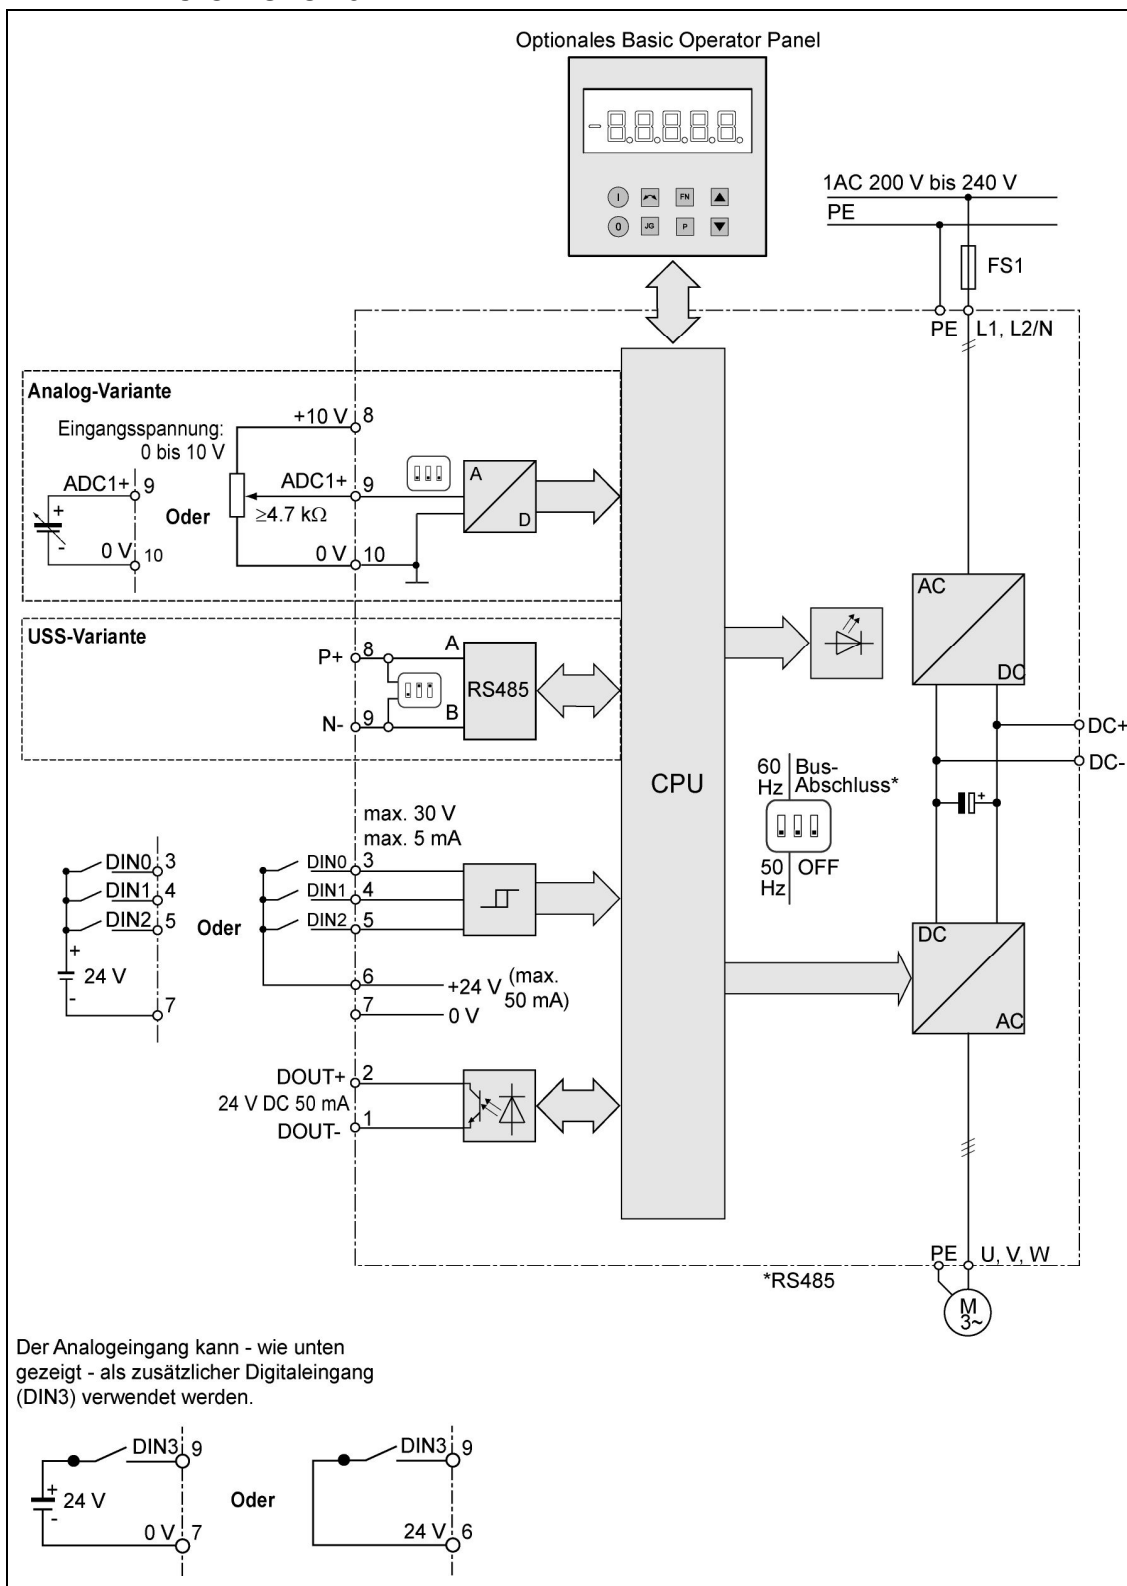 Optionales Basic Operator Panel
-8.8.8.8.8.
I
FN
0
JG
P
1AC 200 V bis 240 V
PE
FS1
PE
L1, L2/N
Analog-Variante
Eingangsspannung:
0 bis 10 V
ADC1+
9
+
-
0 V
10
Oder
+10 V
8
ADC1+
9
≥4.7 kΩ
0 V
10
A
D
USS-Variante
P+
8
A
RS485
N-
9
B
CPU
AC
DC
DC+
DC-
+
60
Hz
Bus-
Abschluss*
50
Hz
OFF
max. 30 V
max. 5 mA
DIN0
3
DIN1
4
DIN2
5
+
24 V
-
7
Oder
DIN0
3
DIN1
4
DIN2
5
6
+24 V
(max.
50 mA)
7
0 V
DC
AC
DOUT+
2
24 V DC 50 mA
DOUT-
1
PE
U, V, W
*RS485
M
3~
Der Analogeingang kann - wie unten
gezeigt - als zusätzlicher Digitaleingang
(DIN3) verwendet werden.
DIN3
9
+
24 V
-
0 V
7
Oder
DIN3
9
24 V
6